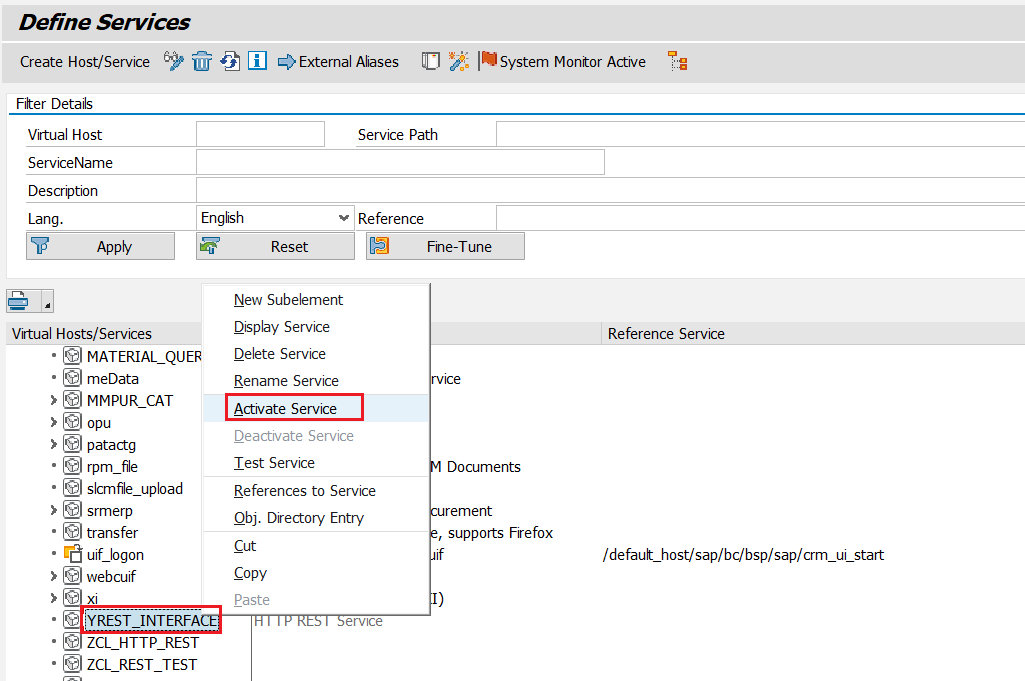 Define Services
Create Host/Service External Aliases System Monitor Active
Filter Details
Virtual Host Service Path
ServiceName
Description
Lang. English Reference
Apply Reset Fine-Tune
Virtual Hosts/Services Reference Service
New Subelement
Display Service
Delete Service
Rename Service
Activate Service
Deactivate Service
Test Service
References to Service
Obj. Directory Entry
Cut
Copy
Paste
MATERIAL_QUER
meData rvice
MMPUR_CAT
opu
patactg
rpm_file M Documents
slcmfile_upload
srmerp curement
transfer e, supports Firefox
uif_logon uif /default_host/sap/bc/bsp/sap/crm_ui_start
webcuif
xi I)
YREST_INTERFACE HTTP REST Service
ZCL_HTTP_REST
ZCL_REST_TEST